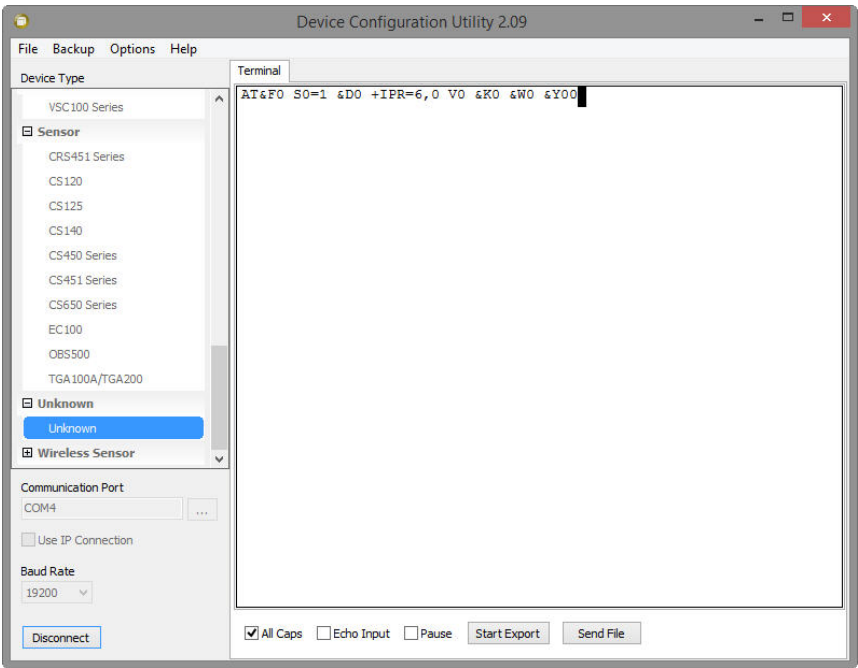 Device Configuration Utility 2.09
File Backup Options Help
Device Type
VSC100 Series
Sensor
CRS451 Series
CS120
CS125
CS140
CS450 Series
CS451 Series
CS650 Series
EC100
OBS500
TGA100A/TGA200
Unknown
Unknown
Wireless Sensor
Communication Port
COM4
...
Use IP Connection
Baud Rate
19200
Disconnect
Terminal
AT&F0 S0=1 &D0 +IPR=6,0 V0 &K0 &W0 &Y00
All Caps Echo Input Pause Start Export Send File